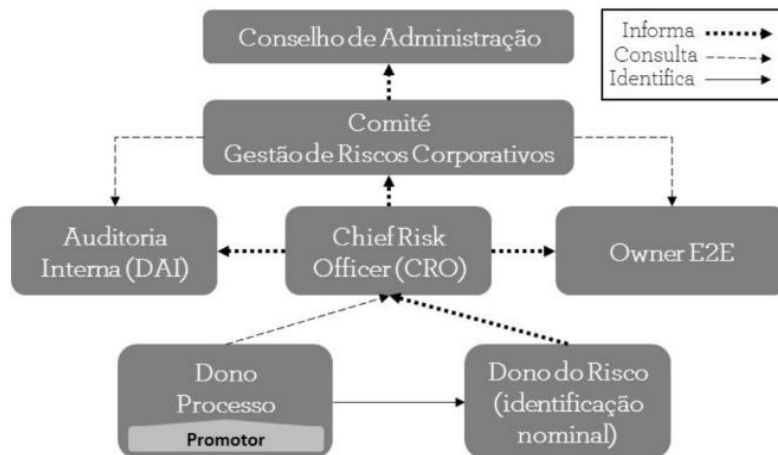 Conselho de Administração
Informa
Consulta
Identifica
Comité
Gestão de Riscos Corporativos
Auditoria
Interna (DAI)
Chief Risk
Officer (CRO)
Owner E2E
Dono
Processo
Promotor
Dono do Risco
(identificação
nominal)